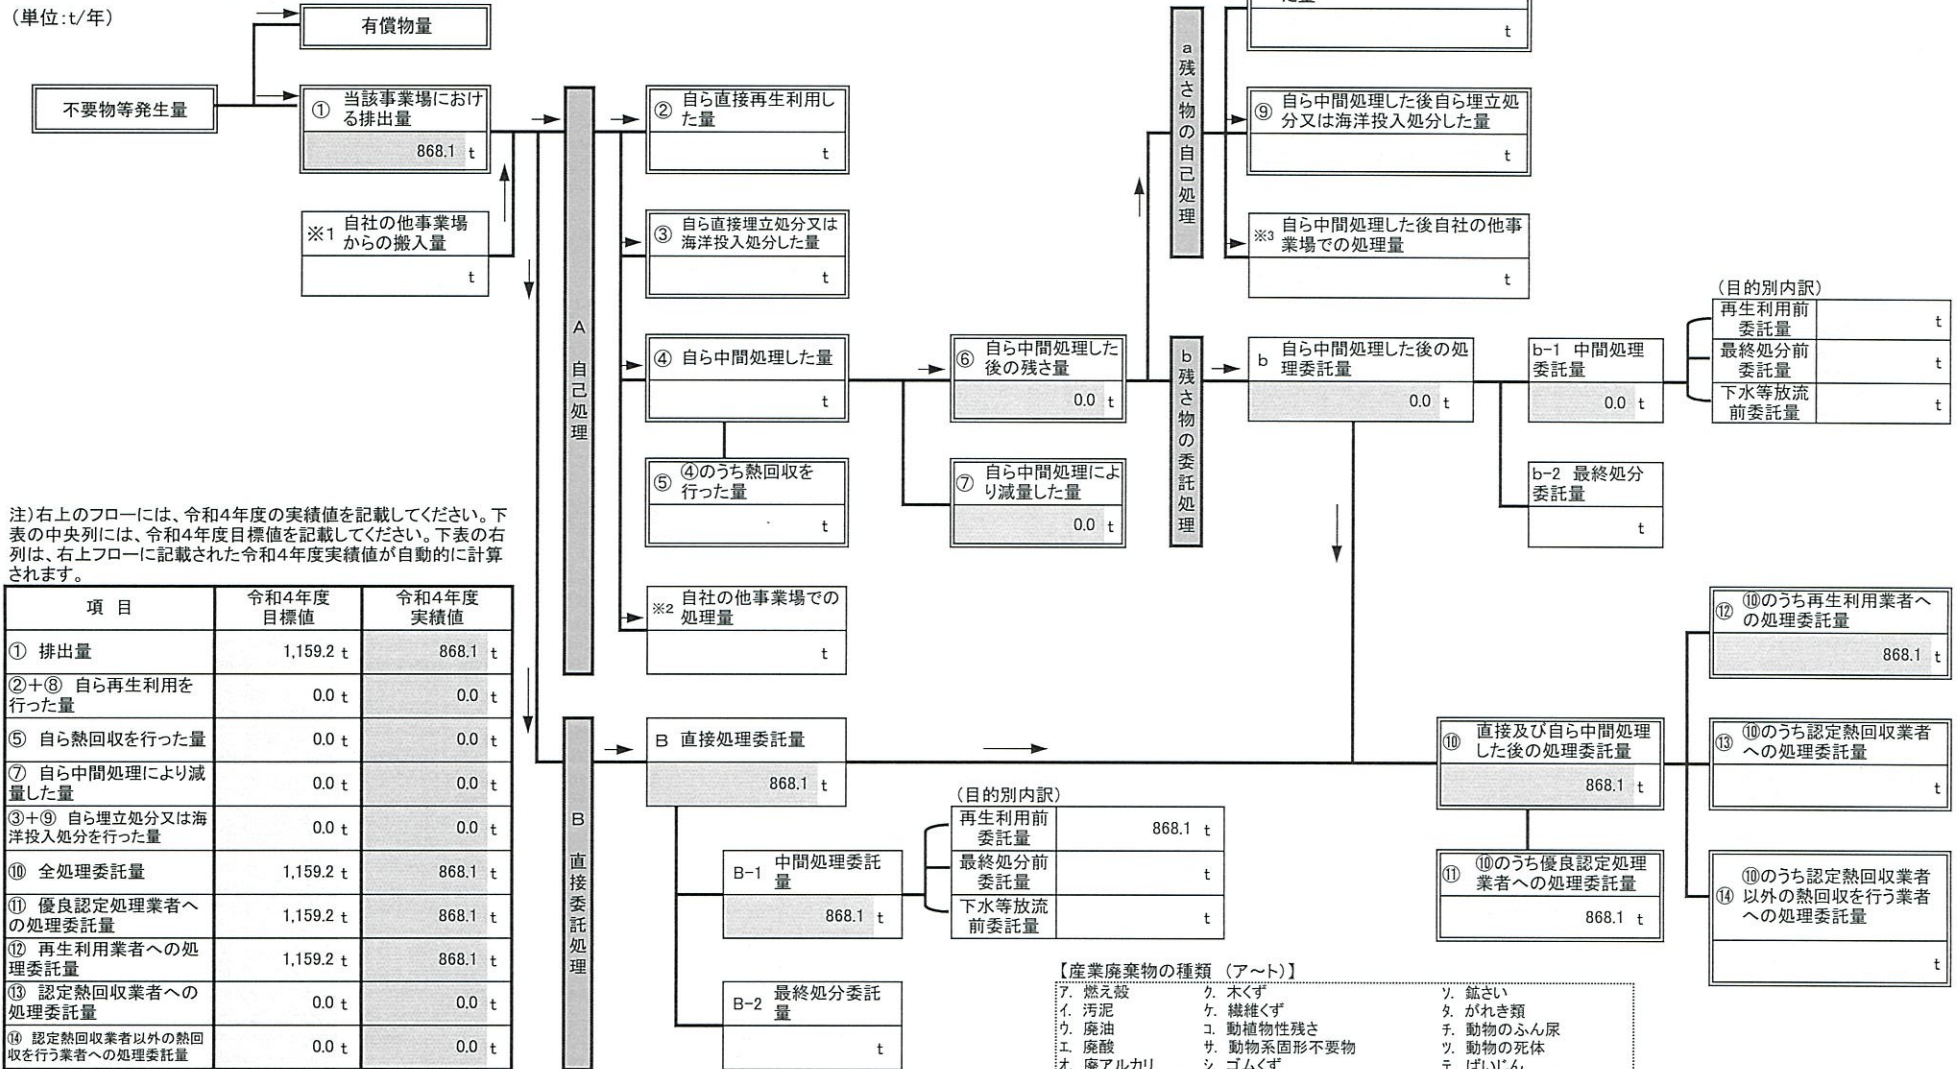 (単位:t/年)
有償物量
不要物等発生量
① 当該事業場におけ
る排出量
868.1 t
※1 自社の他事業場
からの搬入量
t
A 自己処理
② 自ら直接再生利用し
た量
t
③ 自ら直接埋立処分又は
海洋投入処分した量
t
④ 自ら中間処理した量
t
⑤ ④のうち熱回収を
行った量
t
※2 自社の他事業場での
処理量
t
⑥ 自ら中間処理した
後の残さ量
0.0 t
⑦ 自ら中間処理によ
り減量した量
0.0 t
a 残さ物の自己処理
t
⑨ 自ら中間処理した後自ら埋立処
分又は海洋投入処分した量
t
※3 自ら中間処理した後自社の他事
業場での処理量
t
b 残さ物の委託処理
b 自ら中間処理した後の処
理委託量
0.0 t
b-1 中間処理
委託量
0.0 t
b-2 最終処分
委託量
t
(目的別内訳)
再生利用前
委託量 t
最終処分前
委託量 t
下水等放流
前委託量 t
注)右上のフローには、令和4年度の実績値を記載してください。下
表の中央列には、令和4年度目標値を記載してください。下表の右
列は、右上フローに記載された令和4年度実績値が自動的に計算
されます。
項 目 令和4年度 目標値 令和4年度 実績値
① 排出量 1,159.2 t 868.1 t
②+⑧ 自ら再生利用を
行った量 0.0 t 0.0 t
⑤ 自ら熱回収を行った量 0.0 t 0.0 t
⑦ 自ら中間処理により減
量した量 0.0 t 0.0 t
③+⑨ 自ら埋立処分又は海
洋投入処分を行った量 0.0 t 0.0 t
⑩ 全処理委託量 1,159.2 t 868.1 t
⑪ 優良認定処理業者へ
の処理委託量 1,159.2 t 868.1 t
⑫ 再生利用業者への処
理委託量 1,159.2 t 868.1 t
⑬ 認定熱回収業者への
処理委託量 0.0 t 0.0 t
⑭ 認定熱回収業者以外の熱回
収を行う業者への処理委託量 0.0 t 0.0 t
B 直接委託処理
B 直接処理委託量
868.1 t
B-1 中間処理委託
量
868.1 t
B-2 最終処分委託
量
t
(目的別内訳)
再生利用前
委託量 868.1 t
最終処分前
委託量 t
下水等放流
前委託量 t
⑩ 直接及び自ら中間処理
した後の処理委託量
868.1 t
⑪ ⑩のうち優良認定処理
業者への処理委託量
868.1 t
⑫ ⑩のうち再生利用業者へ
の処理委託量
868.1 t
⑬ ⑩のうち認定熱回収業者
への処理委託量
t
⑭ ⑩のうち認定熱回収業者
以外の熱回収を行う業者
への処理委託量
t
【産業廃棄物の種類 (ア~ト)】
ア. 燃え殻 ク. 木くず ソ. 鉱さい
イ. 汚泥 ケ. 繊維くず タ. がれき類
ウ. 廃油 コ. 動植物性残さ チ. 動物のふん尿
エ. 廃酸 サ. 動物系固形不要物 ツ. 動物の死体
オ. 廃アルカリ シ. ゴムくず テ. ばいじん